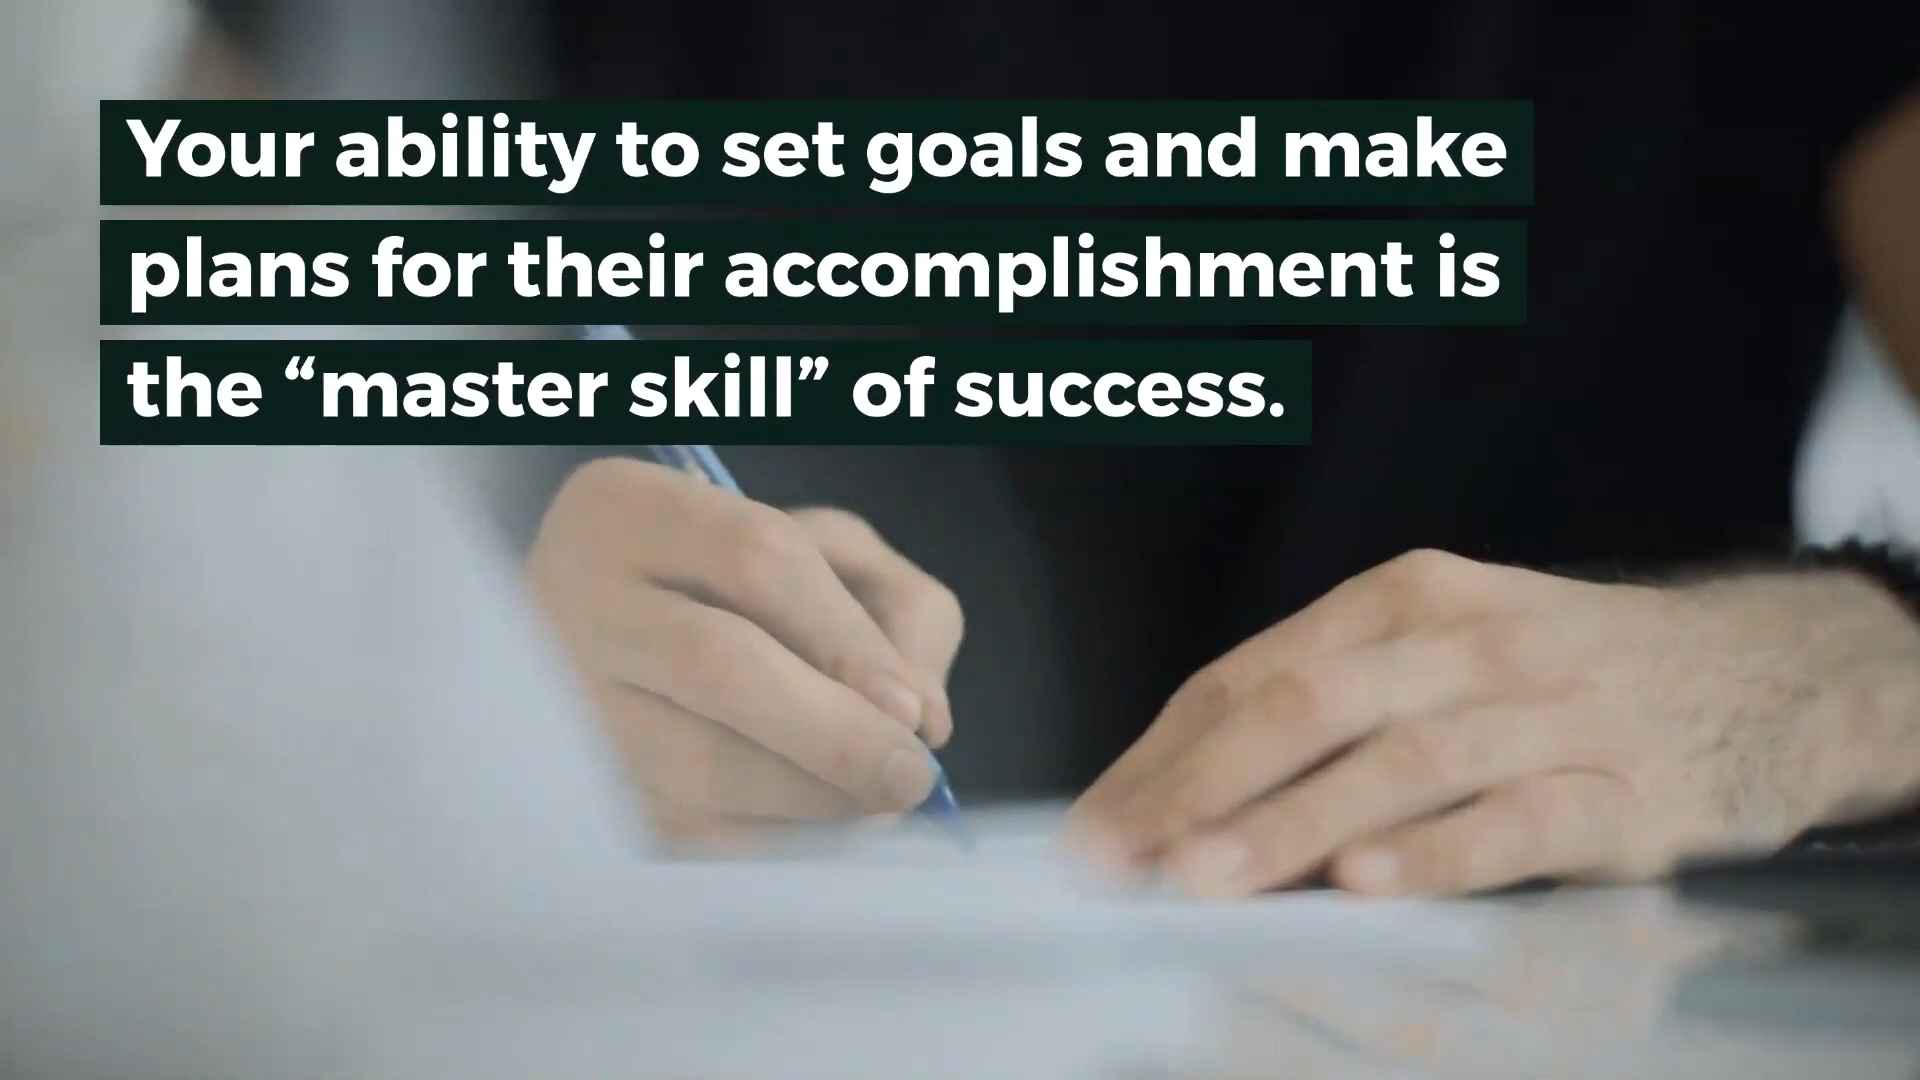 Your ability to set goals and make
plans for their accomplishment is
the “master skill” of success.